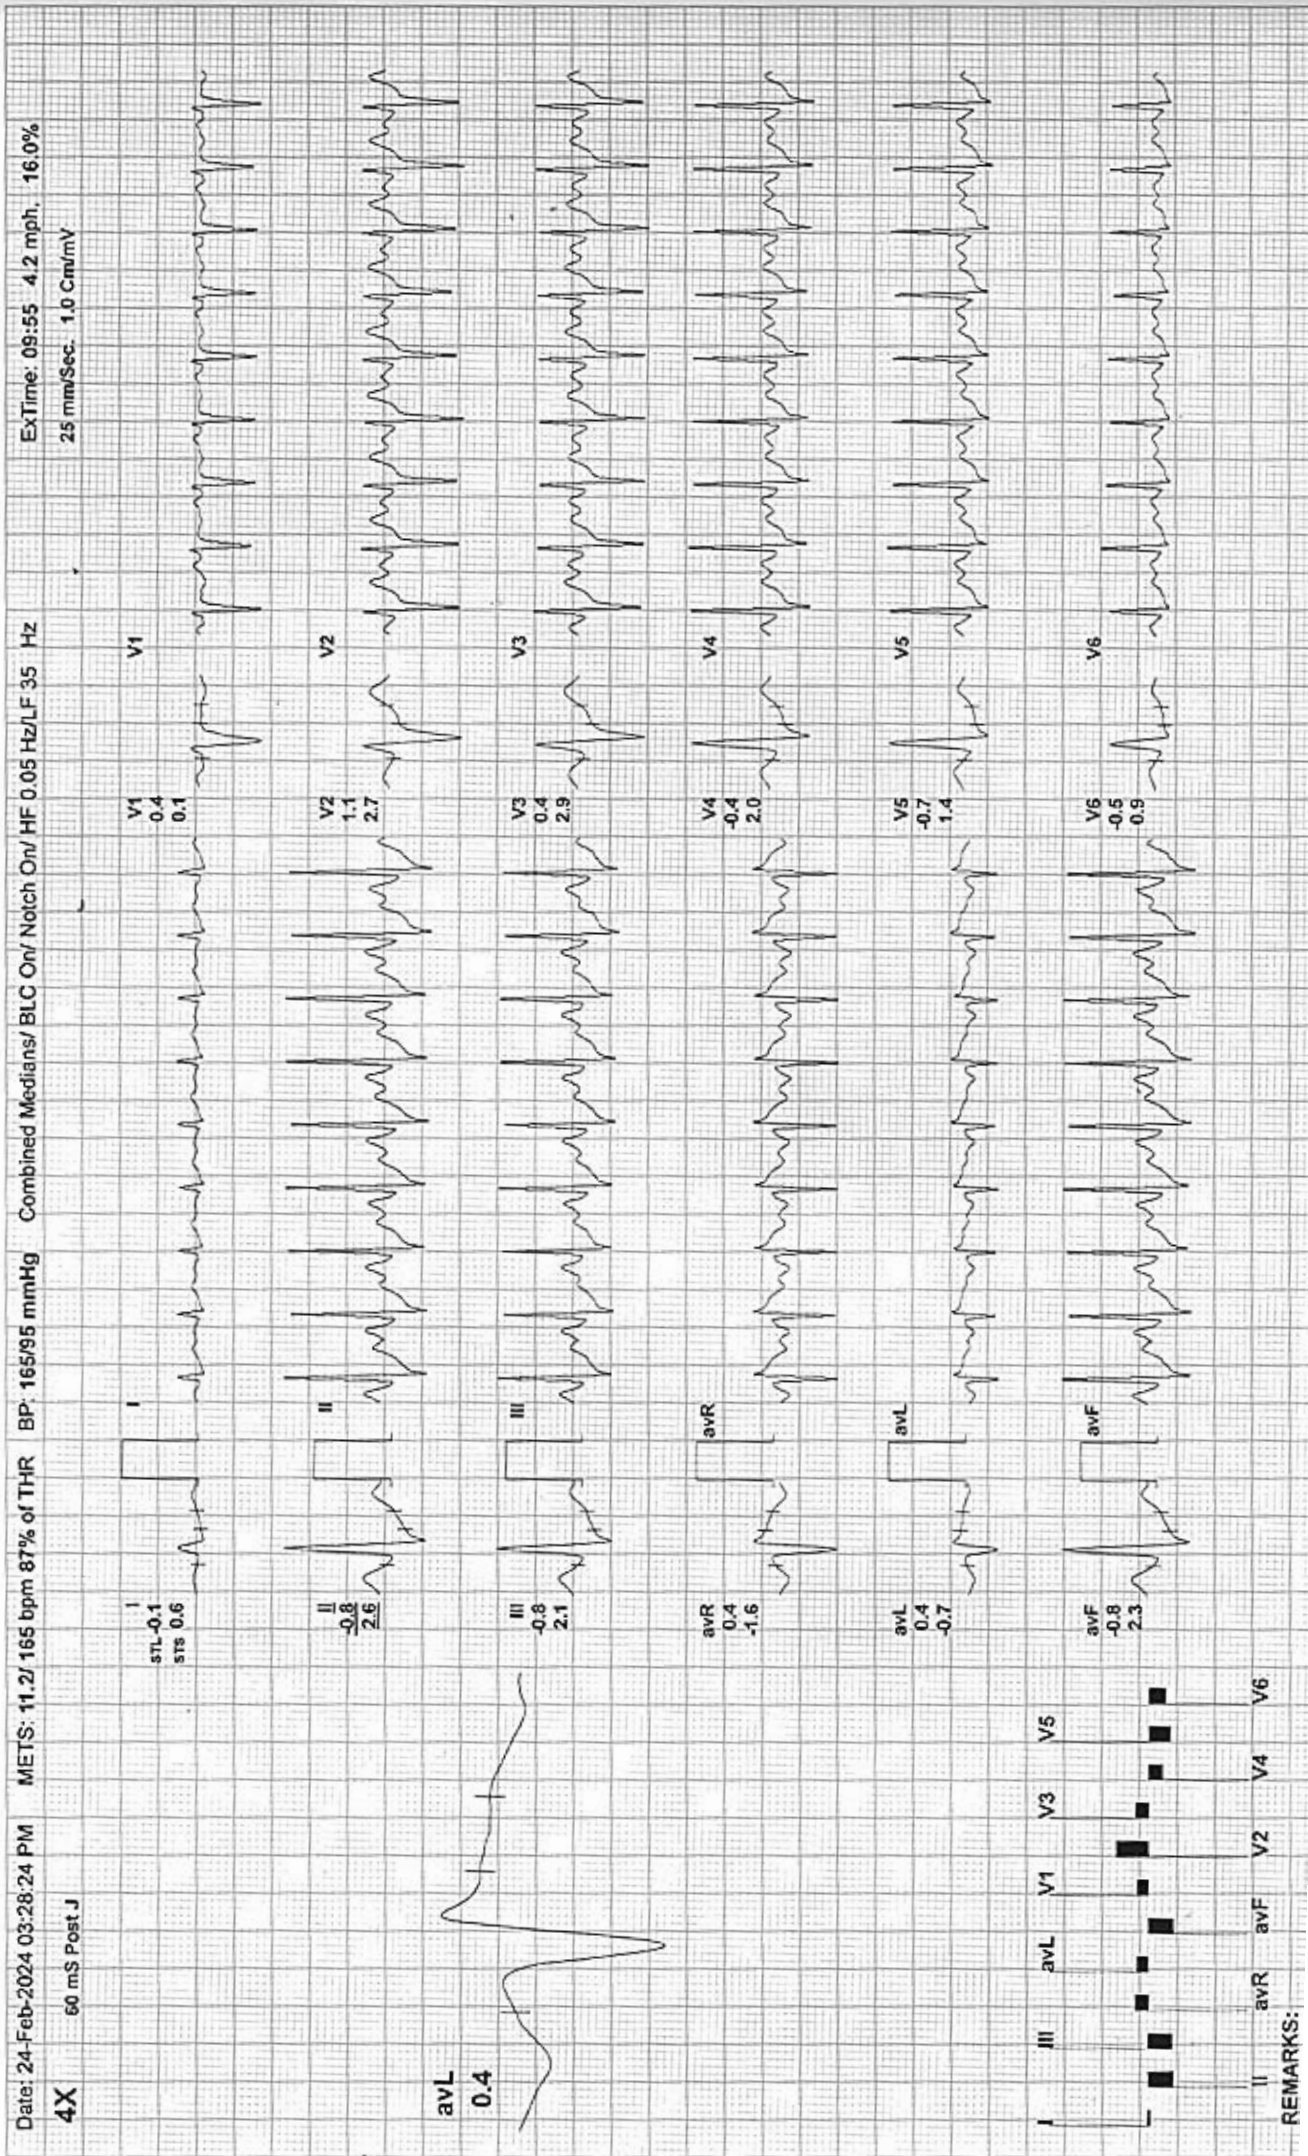 Date: 24-Feb-2024 03:28:24 PM METS: 11.2/ 165 bpm 87% of THR BP: 165/95 mmHg Combined Medians/ BLC On/ Notch On/ HF 0.05 Hz/LF 35 Hz ExTime: 09:55 4.2 mph, 16.0%
4X 60 mS Post J 25 mm/Sec. 1.0 Cm/mV
avL
0.4
I
STL -0.1
STS 0.6
I
V1
0.4
0.1
V1
II
-0.8
2.6
II
V2
1.1
2.7
V2
III
-0.8
2.1
III
V3
0.4
2.9
V3
avR
0.4
-1.6
avR
V4
-0.4
2.0
V4
avL
0.4
-0.7
avL
V5
-0.7
1.4
V5
avF
-0.8
2.3
avF
V6
-0.5
0.9
V6
I III avL V1 V3 V5
II avR avF V2 V4 V6
REMARKS: